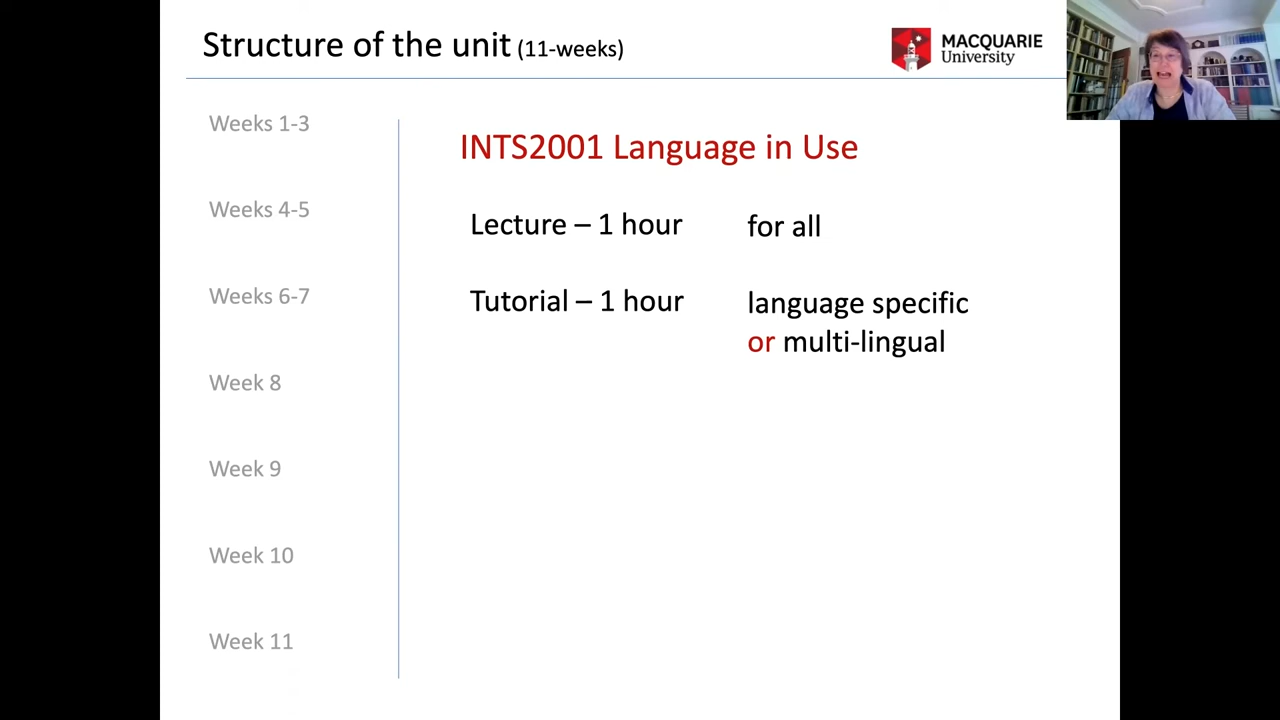 Structure of the unit (11-weeks)
MACQUARIE
University
Weeks 1-3
Weeks 4-5
Weeks 6-7
Week 8
Week 9
Week 10
Week 11
INTS2001 Language in Use
Lecture – 1 hour for all
Tutorial – 1 hour language specific
or multi-lingual